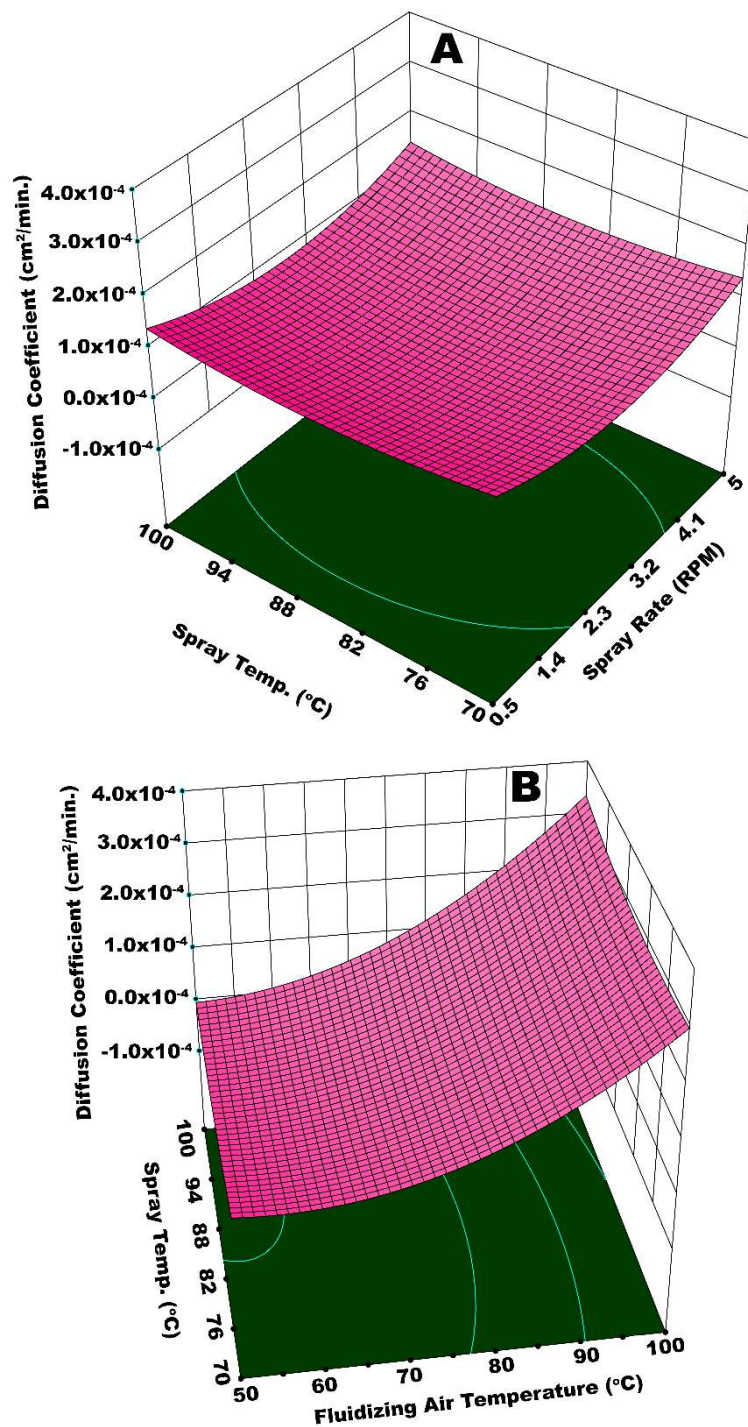 A
4.0x10⁻⁴
3.0x10⁻⁴
2.0x10⁻⁴
1.0x10⁻⁴
0.0x10⁻⁴
-1.0x10⁻⁴
Diffusion Coefficient (cm²/min.)
100
94
88
82
76
70
Spray Temp. (°C)
0.5
1.4
2.3
3.2
4.1
5
Spray Rate (RPM)
B
4.0x10⁻⁴
3.0x10⁻⁴
2.0x10⁻⁴
1.0x10⁻⁴
0.0x10⁻⁴
-1.0x10⁻⁴
Diffusion Coefficient (cm²/min.)
100
94
88
82
76
70
Spray Temp. (°C)
50
60
70
80
90
100
Fluidizing Air Temperature (°C)